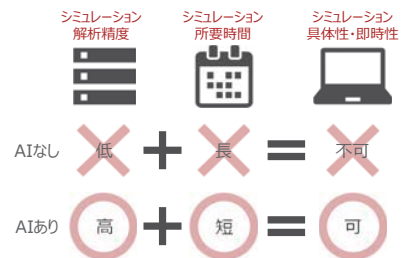 シミュレーション
解析精度
シミュレーション
所要時間
シミュレーション
具体性・即時性
AIなし 低 + 長 = 不可
AIあり 高 + 短 = 可